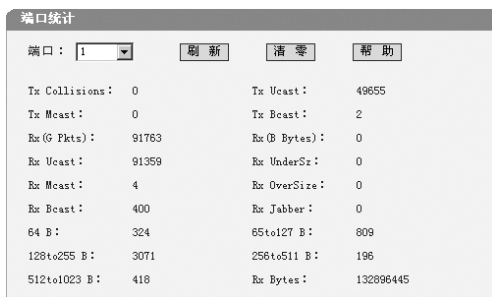 端口统计
端口： 1 刷 新 清 零 帮 助
Tx Collisions： 0 Tx Ucast： 49655
Tx Mcast： 0 Tx Bcast： 2
Rx(G Pkts)： 91763 Rx(B Bytes)： 0
Rx Ucast： 91359 Rx UnderSz： 0
Rx Mcast： 4 Rx OverSize： 0
Rx Bcast： 400 Rx Jabber： 0
64 B： 324 65to127 B： 809
128to255 B： 3071 256to511 B： 196
512to1023 B： 418 Rx Bytes： 132896445